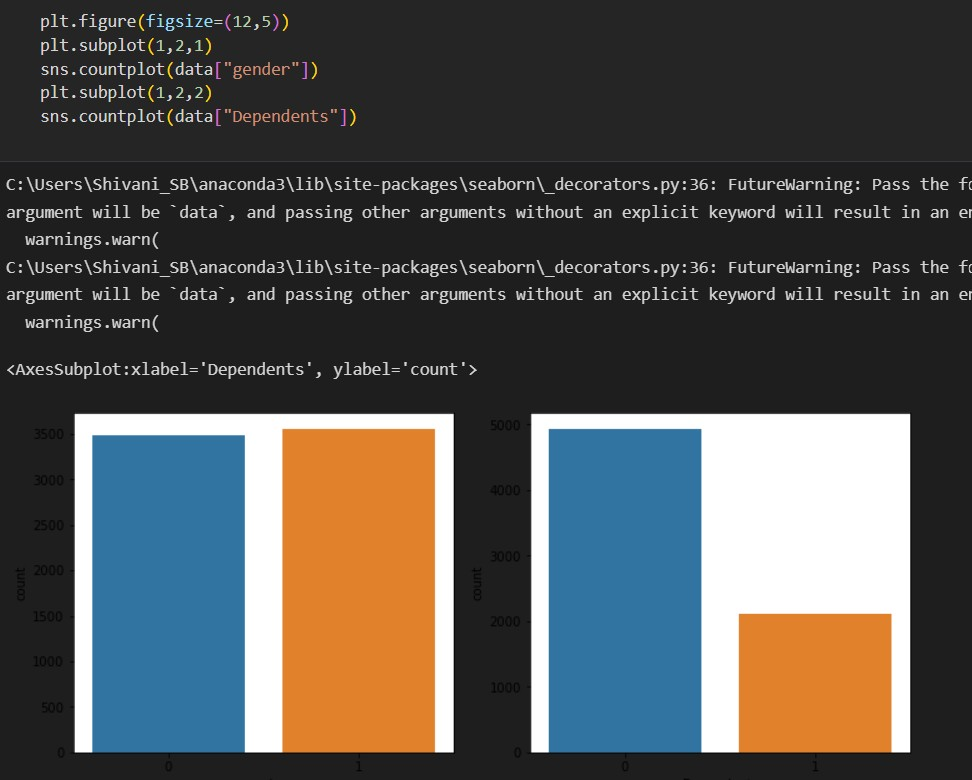 plt.figure(figsize=(12,5))
plt.subplot(1,2,1)
sns.countplot(data["gender"])
plt.subplot(1,2,2)
sns.countplot(data["Dependents"])
C:\Users\Shivani_SB\anaconda3\lib\site-packages\seaborn\_decorators.py:36: FutureWarning: Pass the
argument will be `data`, and passing other arguments without an explicit keyword will result in an
warnings.warn(
C:\Users\Shivani_SB\anaconda3\lib\site-packages\seaborn\_decorators.py:36: FutureWarning: Pass the
argument will be `data`, and passing other arguments without an explicit keyword will result in an
warnings.warn(
<AxesSubplot:xlabel='Dependents', ylabel='count'>
3500
3000
2500
2000
1500
1000
500
0
count
0 1
5000
4000
3000
2000
1000
0
count
0 1